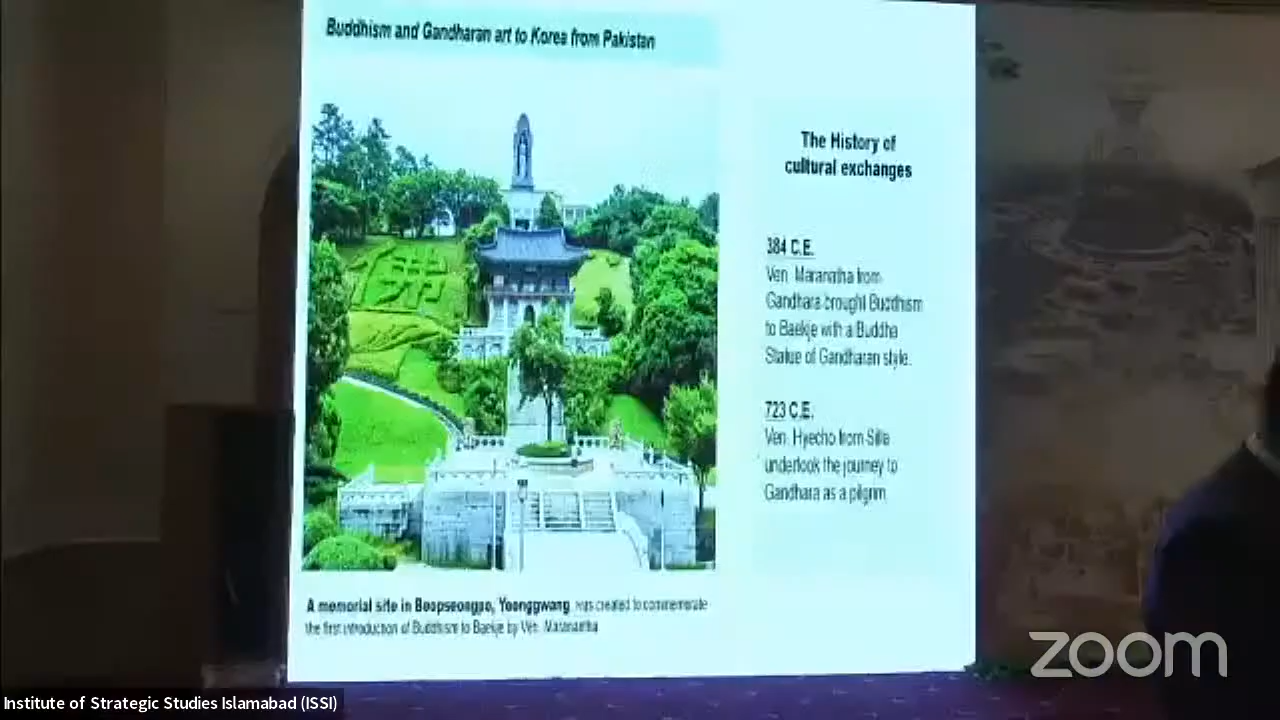 Buddhism and Gandharan art to Korea from Pakistan
佛
The History of
cultural exchanges
384 C.E.
Ven. Maranatha from
Gandhara brought Buddhism
to Baekje with a Buddha
Statue of Gandharan style.
723 C.E.
Ven. Hyecho from Silla
undertook the journey to
Gandhara as a pilgrim
A memorial site in Beopseongpo, Yeonggwang was created to commemorate
the first introduction of Buddhism to Baekje by Ven. Maranantha
zoom
Institute of Strategic Studies Islamabad (ISSI)